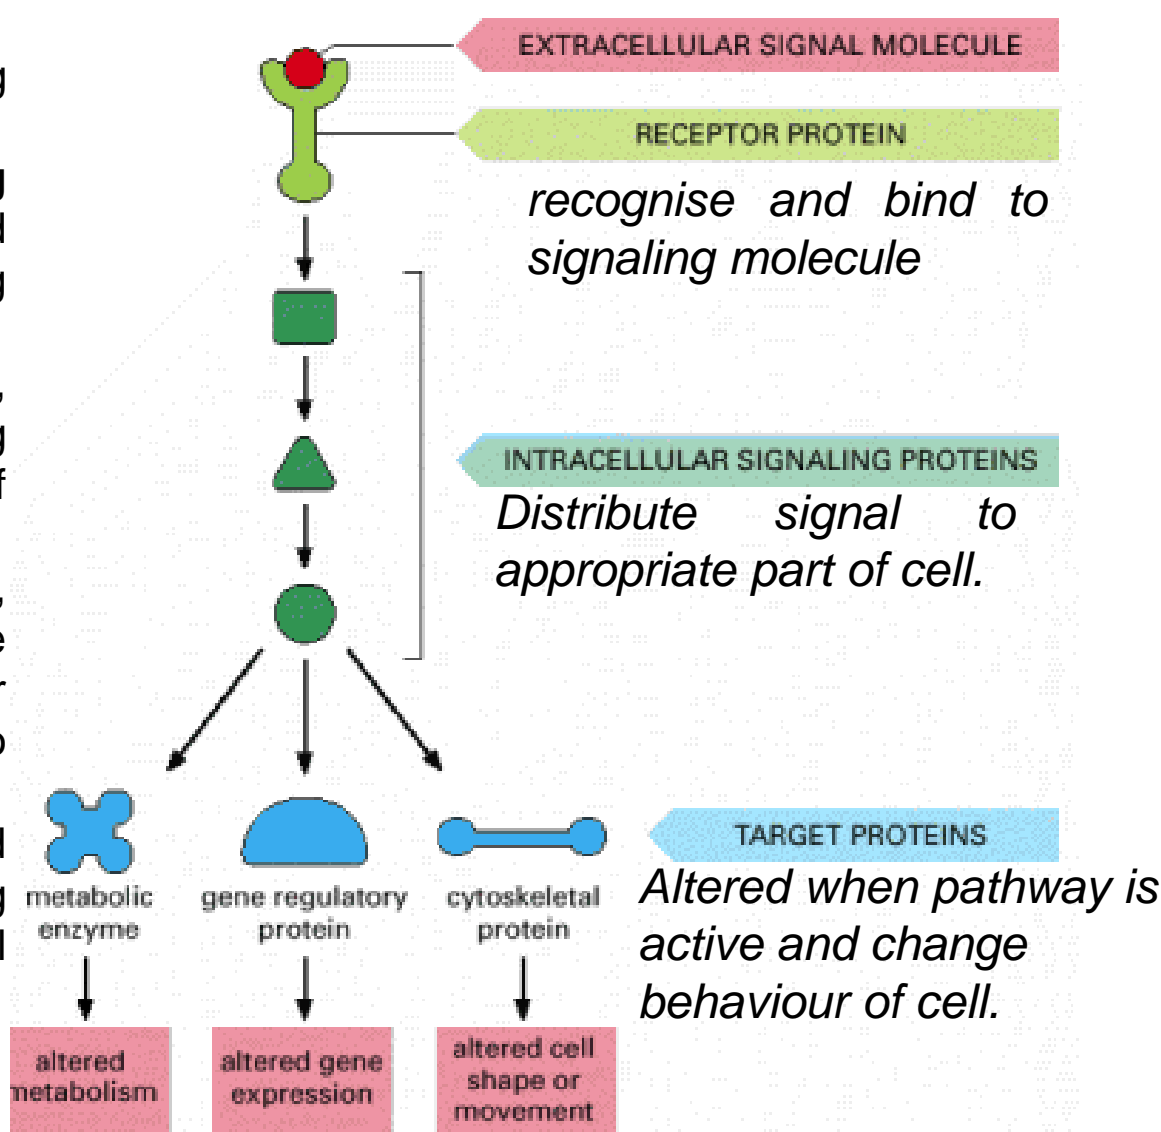 EXTRACELLULAR SIGNAL MOLECULE
RECEPTOR PROTEIN
recognise and bind to
signaling molecule
INTRACELLULAR SIGNALING PROTEINS
Distribute signal to
appropriate part of cell.
TARGET PROTEINS
Altered when pathway is
active and change
behaviour of cell.
metabolic
enzyme
gene regulatory
protein
cytoskeletal
protein
altered
metabolism
altered gene
expression
altered cell
shape or
movement